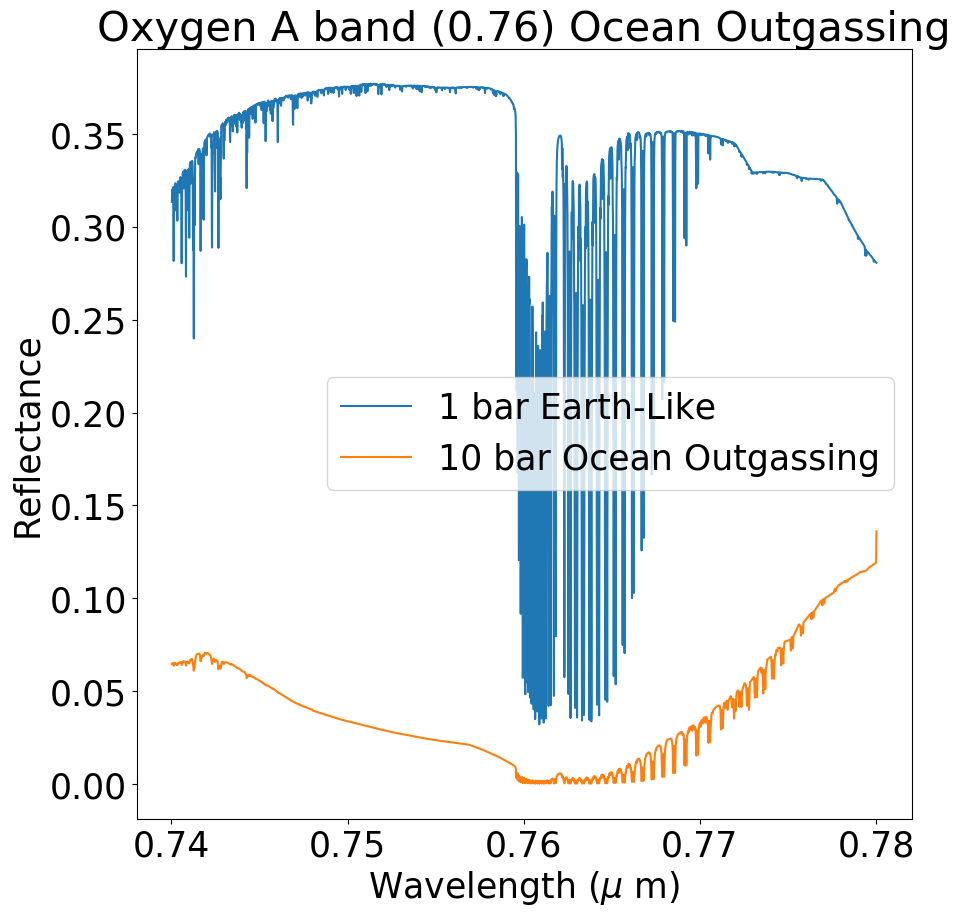 Oxygen A band (0.76) Ocean Outgassing
0.35
0.30
0.25
0.20
0.15
0.10
0.05
0.00
Reflectance
1 bar Earth-Like
10 bar Ocean Outgassing
0.74 0.75 0.76 0.77 0.78
Wavelength (μ m)